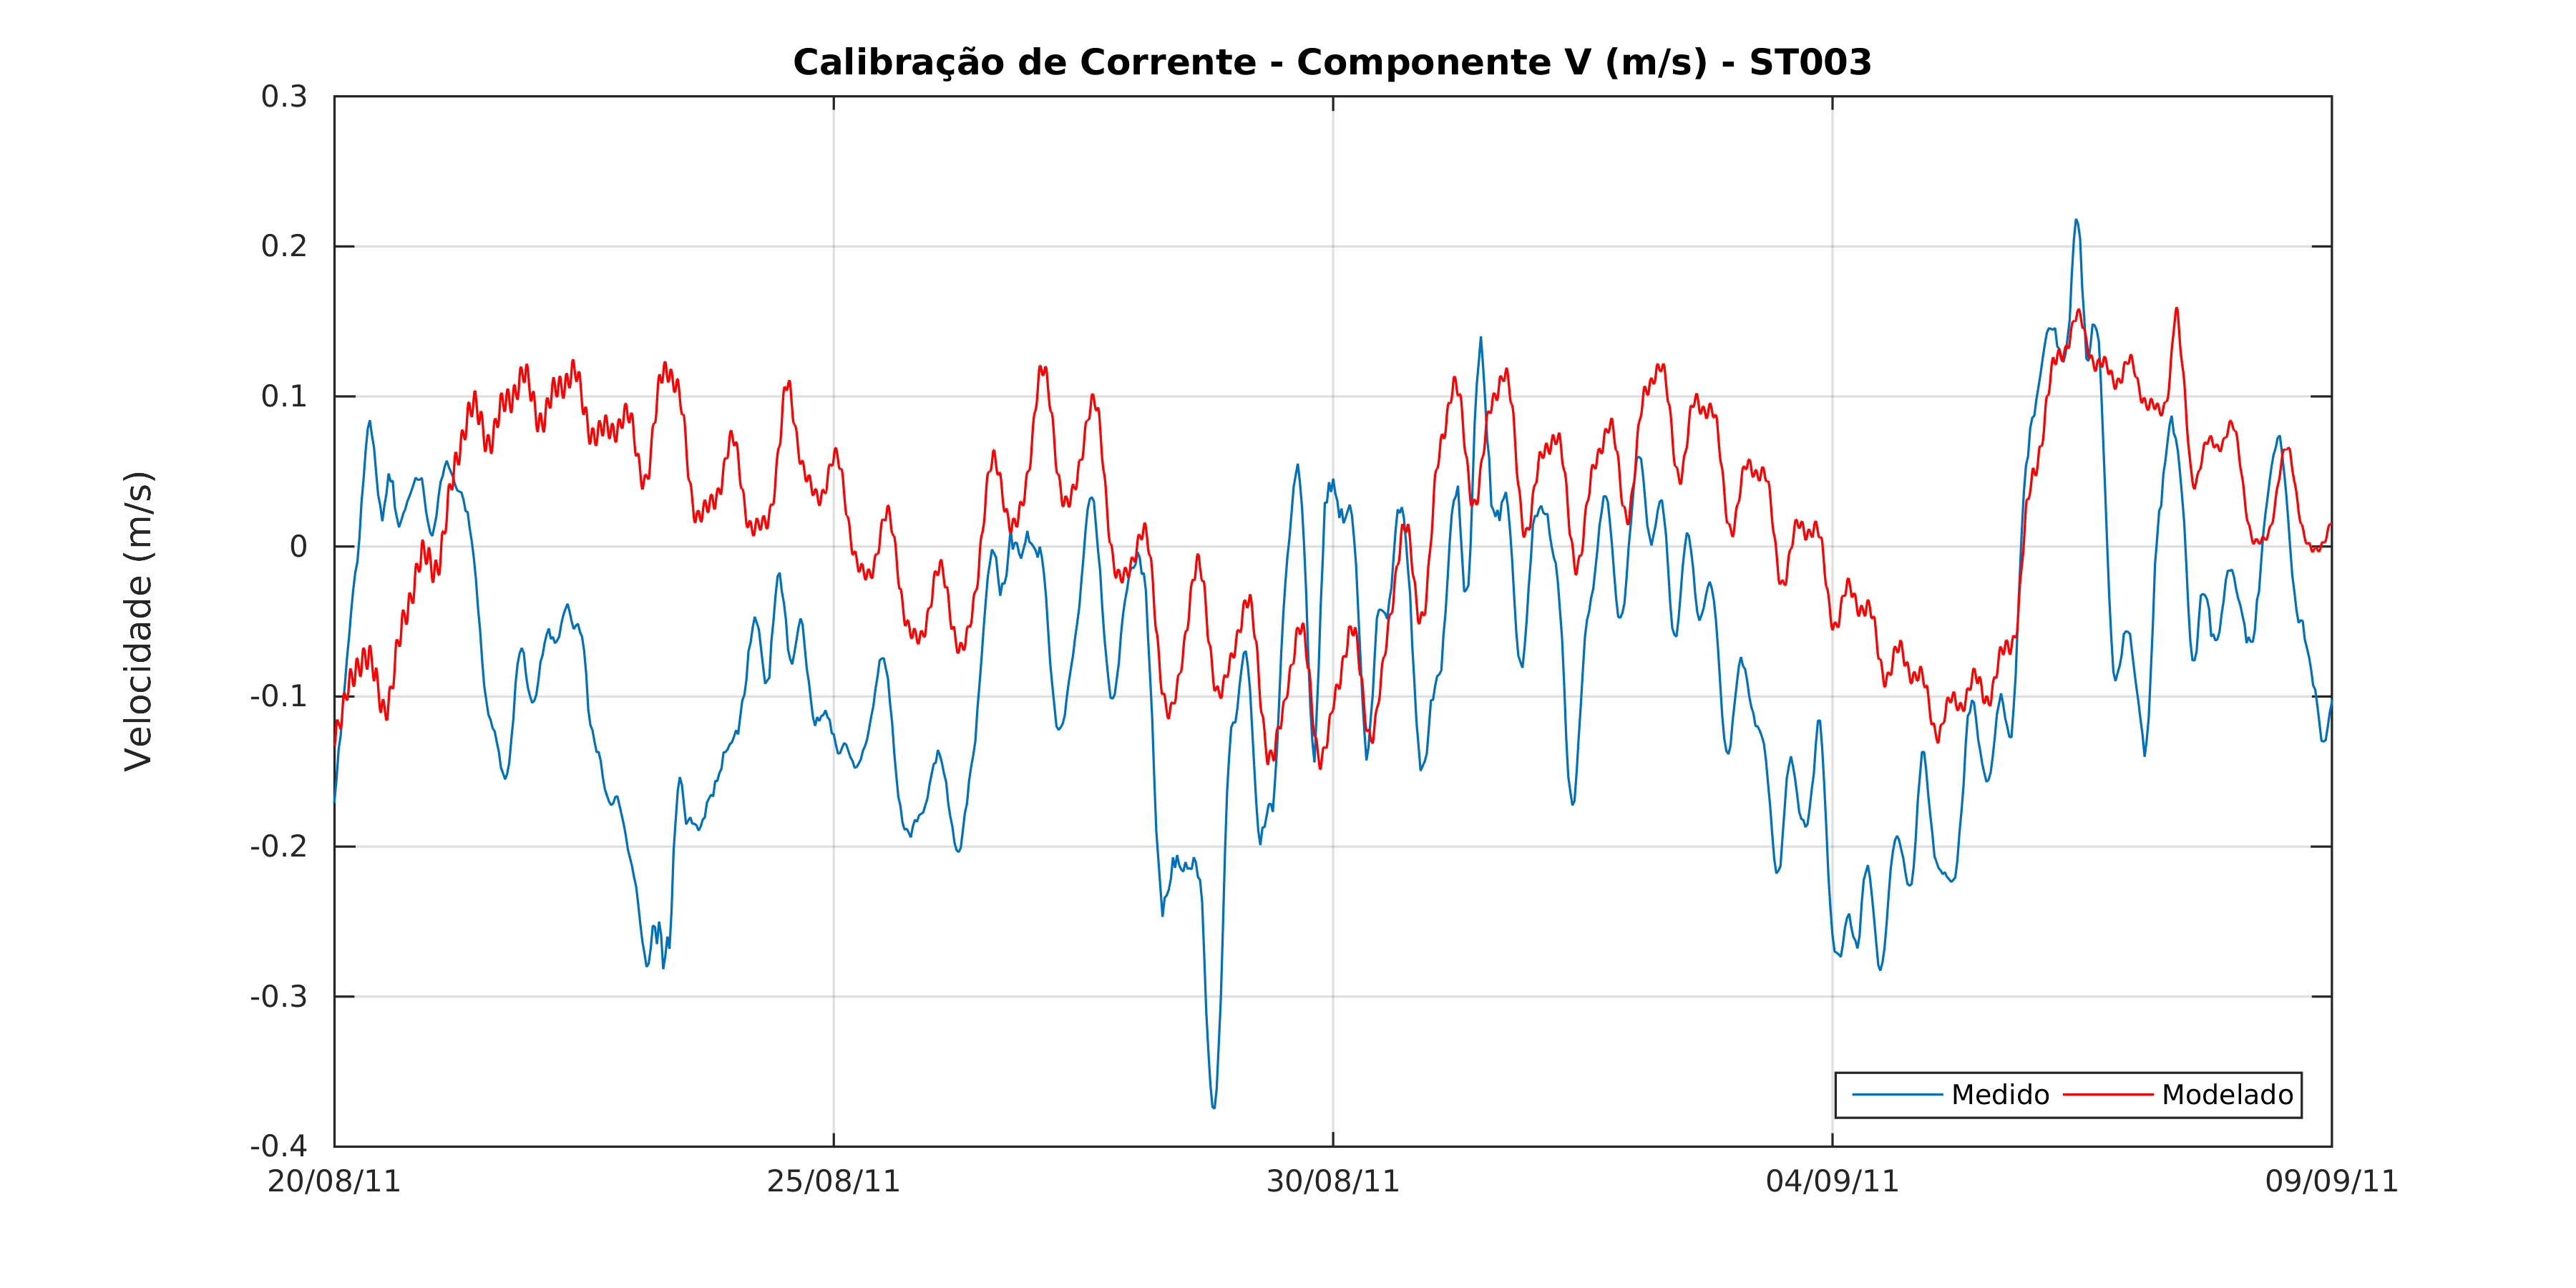 Calibração de Corrente - Componente V (m/s) - ST003
Velocidade (m/s)
0.3
0.2
0.1
0
-0.1
-0.2
-0.3
-0.4
20/08/11 25/08/11 30/08/11 04/09/11 09/09/11
Medido Modelado